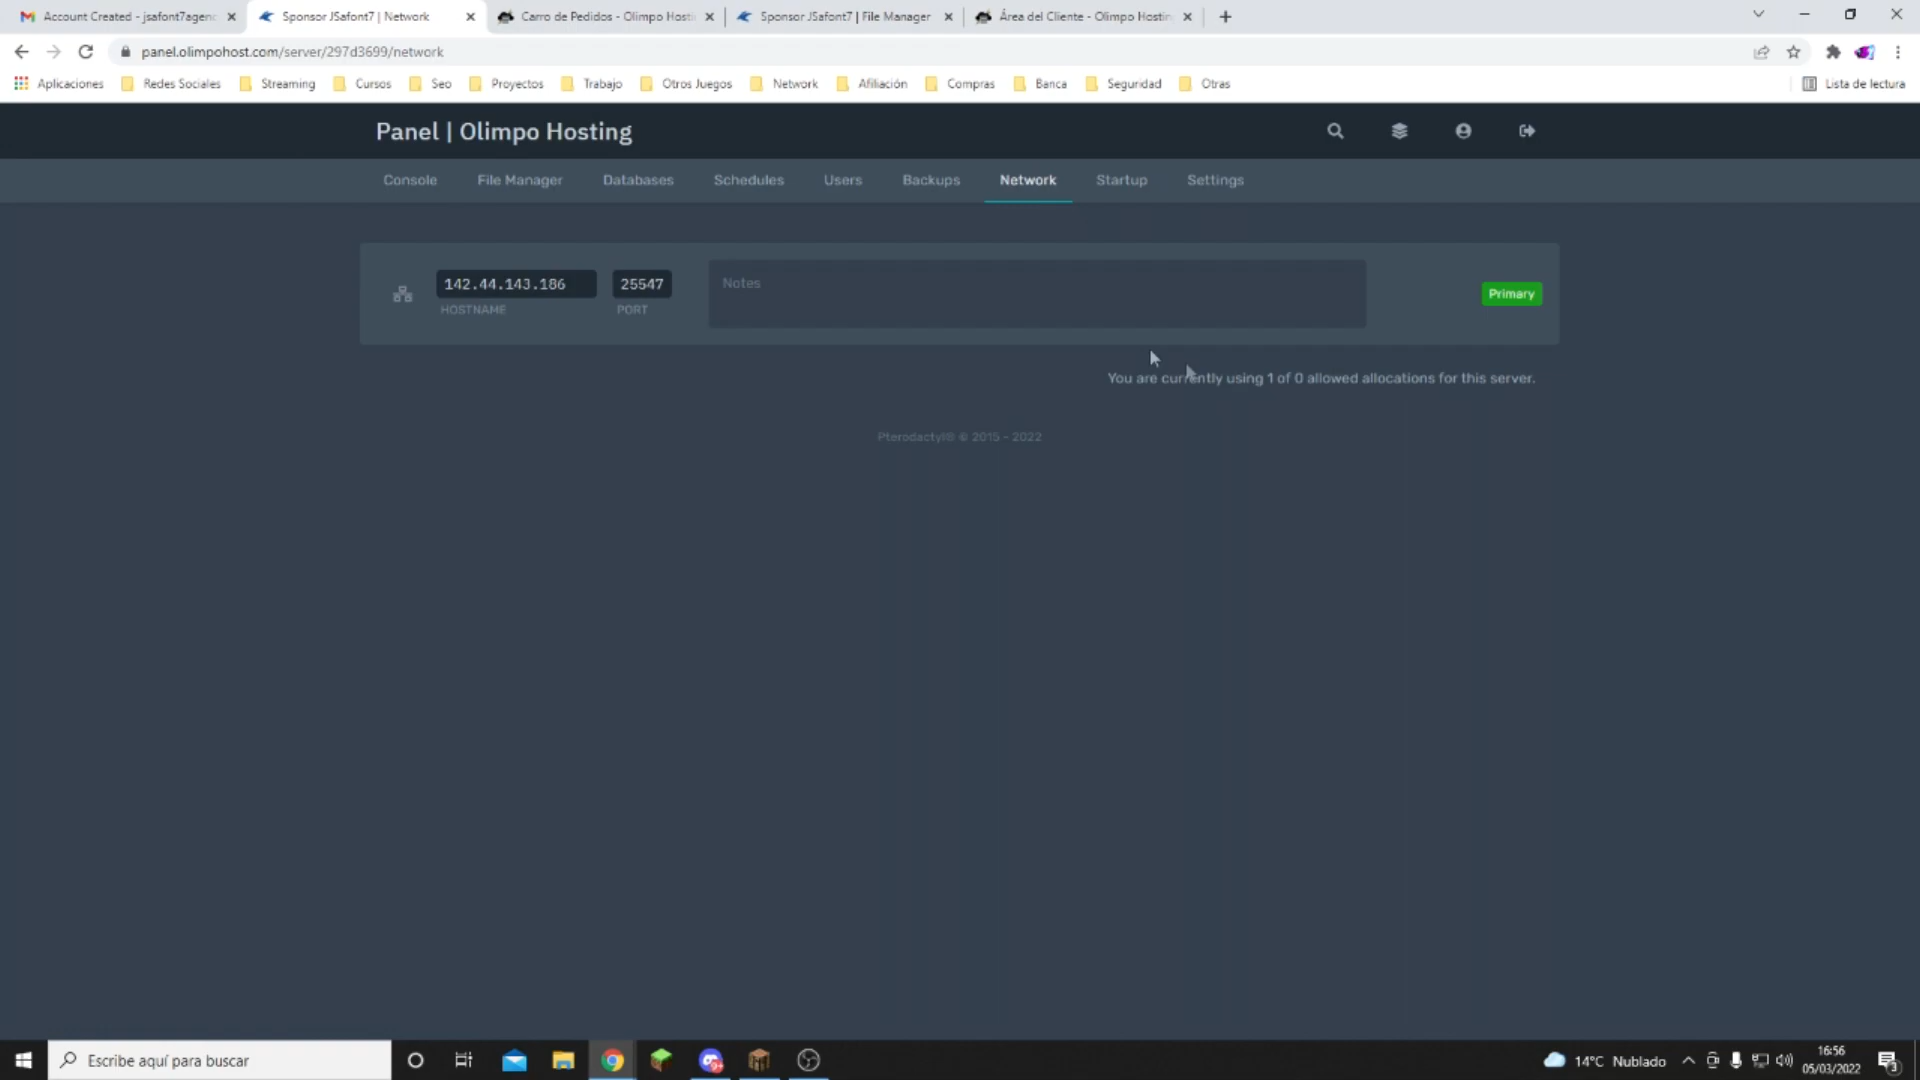 Account Created - jsafont7agenc
Sponsor JSafont7 | Network
Carro de Pedidos - Olimpo Hosti
Sponsor JSafont7 | File Manager
Área del Cliente - Olimpo Hostin
panel.olimpohost.com/server/297d3699/network
Aplicaciones
Redes Sociales
Streaming
Cursos
Seo
Proyectos
Trabajo
Otros Juegos
Network
Afiliación
Compras
Banca
Seguridad
Otras
Lista de lectura
Panel | Olimpo Hosting
Console
File Manager
Databases
Schedules
Users
Backups
Network
Startup
Settings
142.44.143.186
25547
Notes
Primary
HOSTNAME
PORT
You are currently using 1 of 0 allowed allocations for this server.
Pterodactyl® © 2015 - 2022
Escribe aquí para buscar
14°C Nublado
16:56
05/03/2022
3